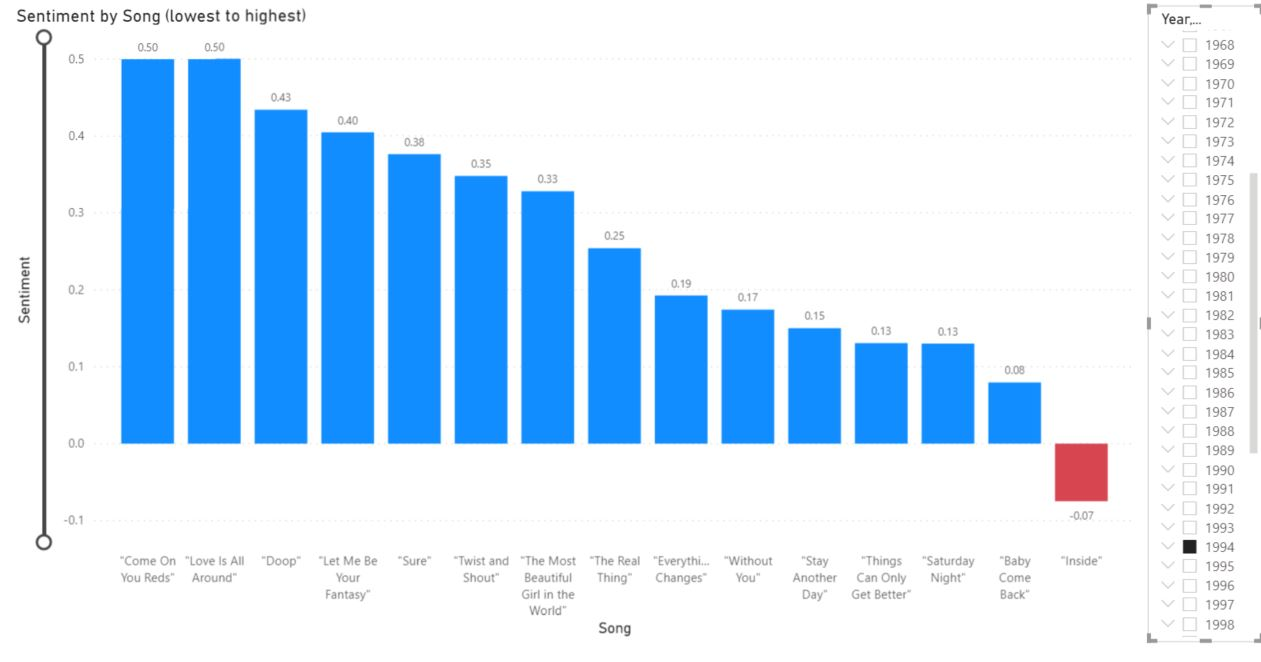 Sentiment by Song (lowest to highest)
0.5
0.4
0.3
0.2
0.1
0.0
-0.1
Sentiment
0.50
0.50
0.43
0.40
0.38
0.35
0.33
0.25
0.19
0.17
0.15
0.13
0.13
0.08
-0.07
"Come On
You Reds"
"Love Is All
Around"
"Doop"
"Let Me Be
Your
Fantasy"
"Sure"
"Twist and
Shout"
"The Most
Beautiful
Girl in the
World"
"The Real
Thing"
"Everythi...
Changes"
"Without
You"
"Stay
Another
Day"
"Things
Can Only
Get Better"
"Saturday
Night"
"Baby
Come
Back"
"Inside"
Song
Year,...
1968
1969
1970
1971
1972
1973
1974
1975
1976
1977
1978
1979
1980
1981
1982
1983
1984
1985
1986
1987
1988
1989
1990
1991
1992
1993
1994
1995
1996
1997
1998